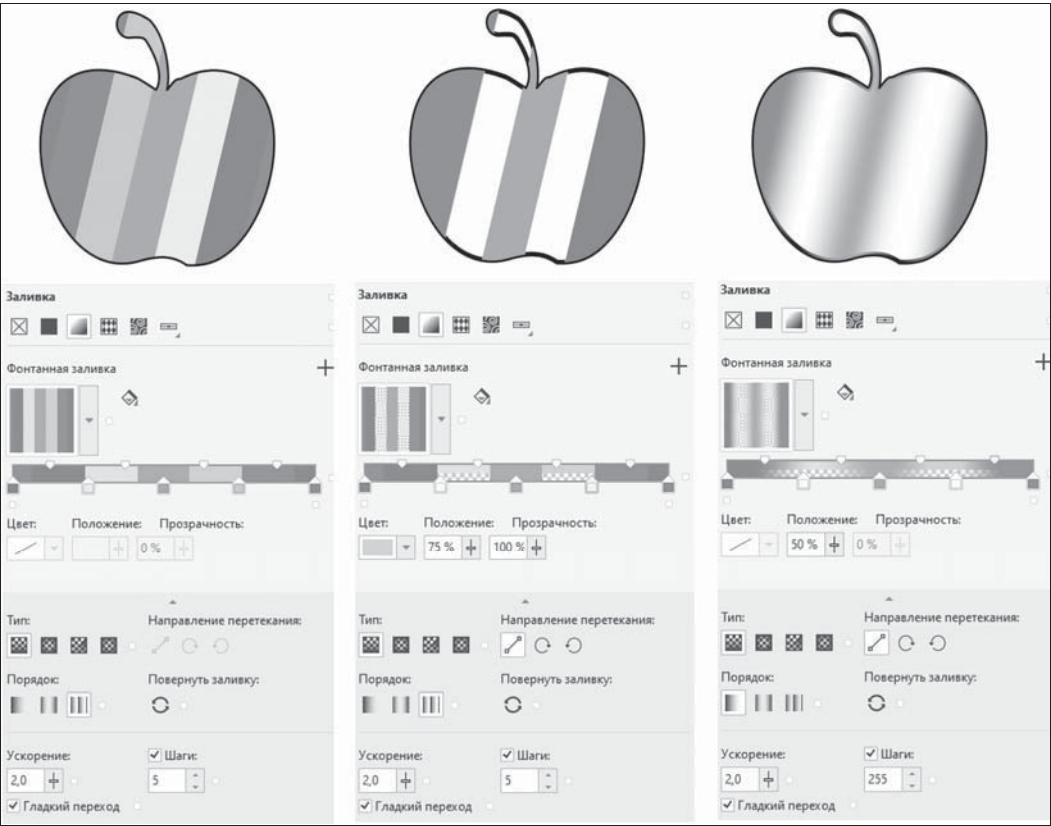 Заливка
Фонтанная заливка
Цвет: Положение: Прозрачность:
0 %
Тип: Направление перетекания:
Порядок: Повернуть заливку:
Ускорение: Шаги:
2,0 5
Гладкий переход
Заливка
Фонтанная заливка
Цвет: Положение: Прозрачность:
75 % 100 %
Тип: Направление перетекания:
Порядок: Повернуть заливку:
Ускорение: Шаги:
2,0 5
Гладкий переход
Заливка
Фонтанная заливка
Цвет: Положение: Прозрачность:
50 % 0 %
Тип: Направление перетекания:
Порядок: Повернуть заливку:
Ускорение: Шаги:
2,0 255
Гладкий переход